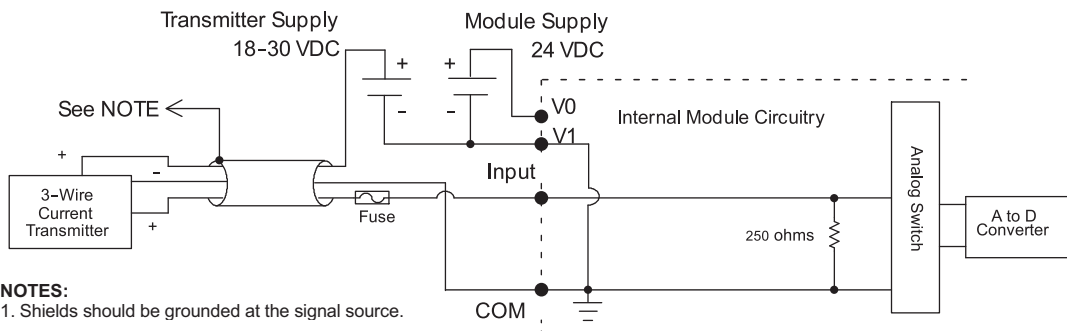 Transmitter Supply
18-30 VDC
Module Supply
24 VDC
+
-
+
-
See NOTE
V0
V1
Internal Module Circuitry
Input
+
-
+
3-Wire
Current
Transmitter
Fuse
250 ohms
Analog Switch
A to D
Converter
COM
NOTES:
1. Shields should be grounded at the signal source.